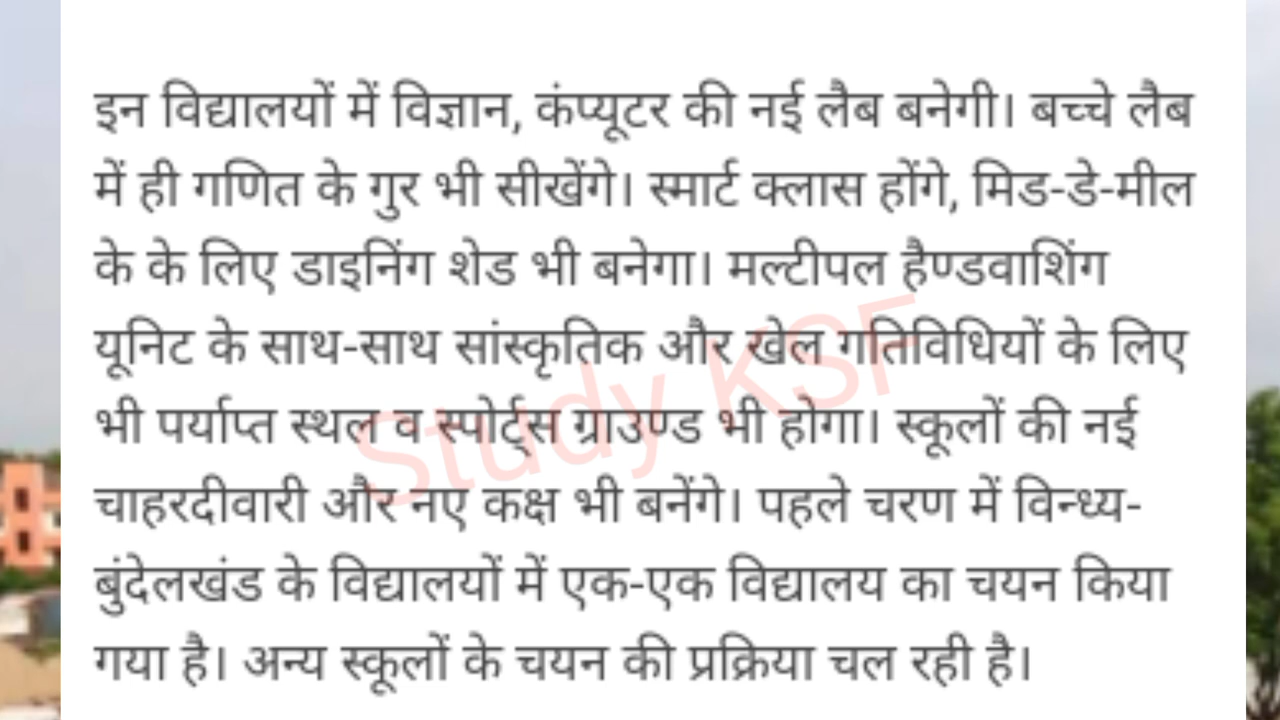 इन विद्यालयों में विज्ञान, कंप्यूटर की नई लैब बनेगी। बच्चे लैब
में ही गणित के गुर भी सीखेंगे। स्मार्ट क्लास होंगे, मिड-डे-मील
के के लिए डाइनिंग शेड भी बनेगा। मल्टीपल हैण्डवाशिंग
यूनिट के साथ-साथ सांस्कृतिक और खेल गतिविधियों के लिए
भी पर्याप्त स्थल व स्पोर्ट्स ग्राउण्ड भी होगा। स्कूलों की नई
चाहरदीवारी और नए कक्ष भी बनेंगे। पहले चरण में विन्ध्य-
बुंदेलखंड के विद्यालयों में एक-एक विद्यालय का चयन किया
गया है। अन्य स्कूलों के चयन की प्रक्रिया चल रही है।
Study KSF